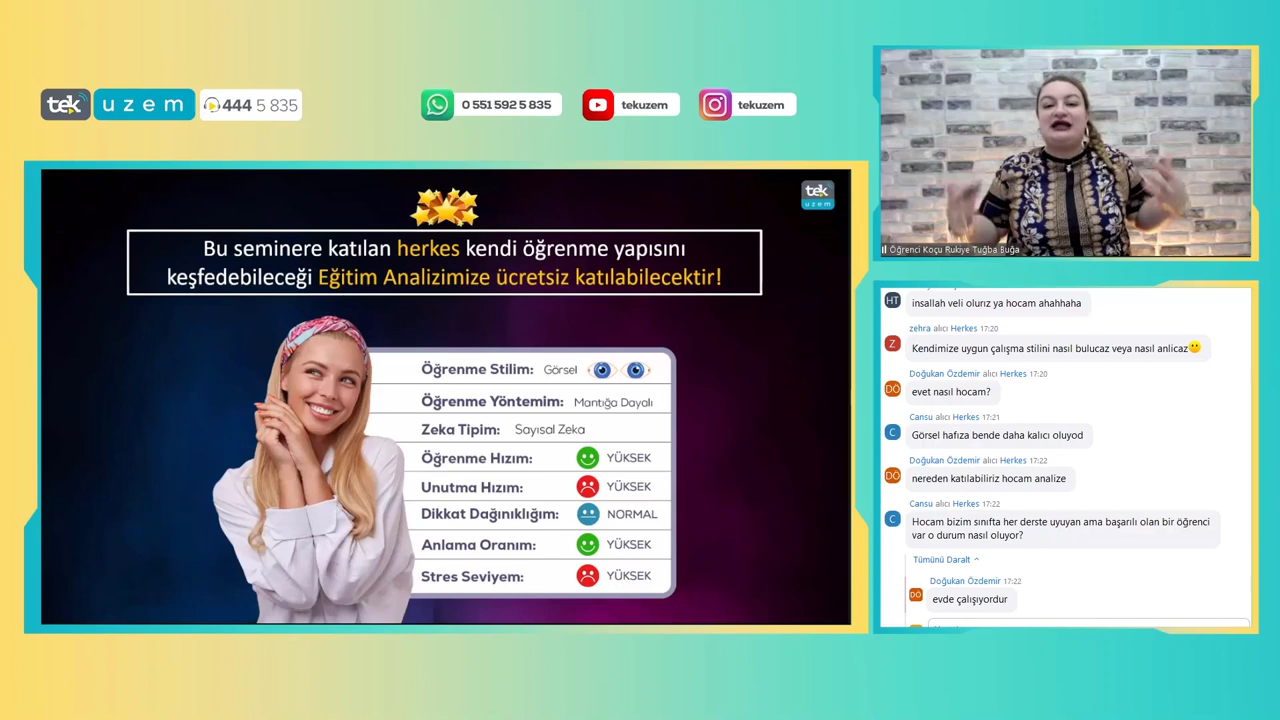 tek uzem 444 5 835
0 551 592 5 835
tekuzem
tekuzem
tek
uzem
Bu seminere katılan herkes kendi öğrenme yapısını
keşfedebileceği Eğitim Analizimize ücretsiz katılabilecektir!
Öğrenme Stilim: Görsel
Öğrenme Yöntemim: Mantığa Dayalı
Zeka Tipim: Sayısal Zeka
Öğrenme Hızım: YÜKSEK
Unutma Hızım: YÜKSEK
Dikkat Dağınıklığım: NORMAL
Anlama Oranım: YÜKSEK
Stres Seviyem: YÜKSEK
Öğrenci Koçu Rukiye Tuğba Buğa
HT
insallah veli olurız ya hocam ahahhaha
zehra alıcı Herkes 17:20
Z
Kendimize uygun çalışma stilini nasıl bulucaz veya nasıl anlicaz
Doğukan Özdemir alıcı Herkes 17:20
DÖ
evet nasıl hocam?
Cansu alıcı Herkes 17:21
C
Görsel hafıza bende daha kalıcı oluyod
Doğukan Özdemir alıcı Herkes 17:22
DÖ
nereden katılabiliriz hocam analize
Cansu alıcı Herkes 17:22
C
Hocam bizim sınıfta her derste uyuyan ama başarılı olan bir öğrenci
var o durum nasıl oluyor?
Tümünü Daralt
Doğukan Özdemir 17:22
DÖ
evde çalışıyordur